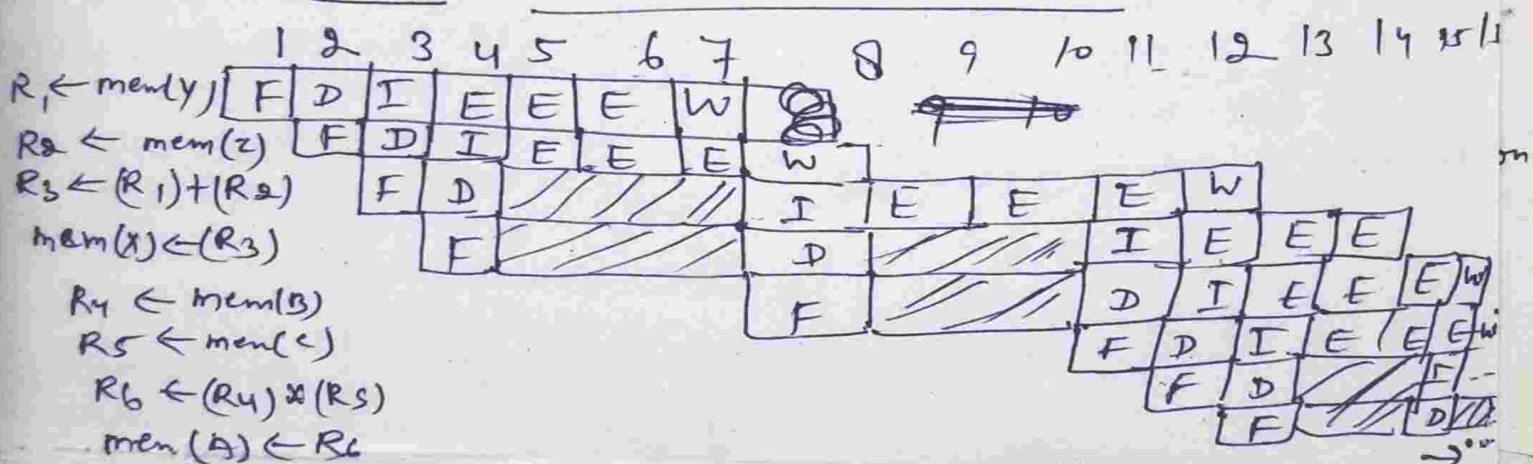 1 2 3 4 5 6 7 8 9 10 11 12 13 14 15
R1 ← mem(y) F D I E E E W
R2 ← mem(z) F D I E E E W
R3 ← (R1)+(R2) F D I E E E W
mem(x) ← (R3) F D I E E E
R4 ← mem(B) F D I E E E W
R5 ← mem(c) F D I E E E W
R6 ← (R4) * (R5) F D I
mem(A) ← R6 F D